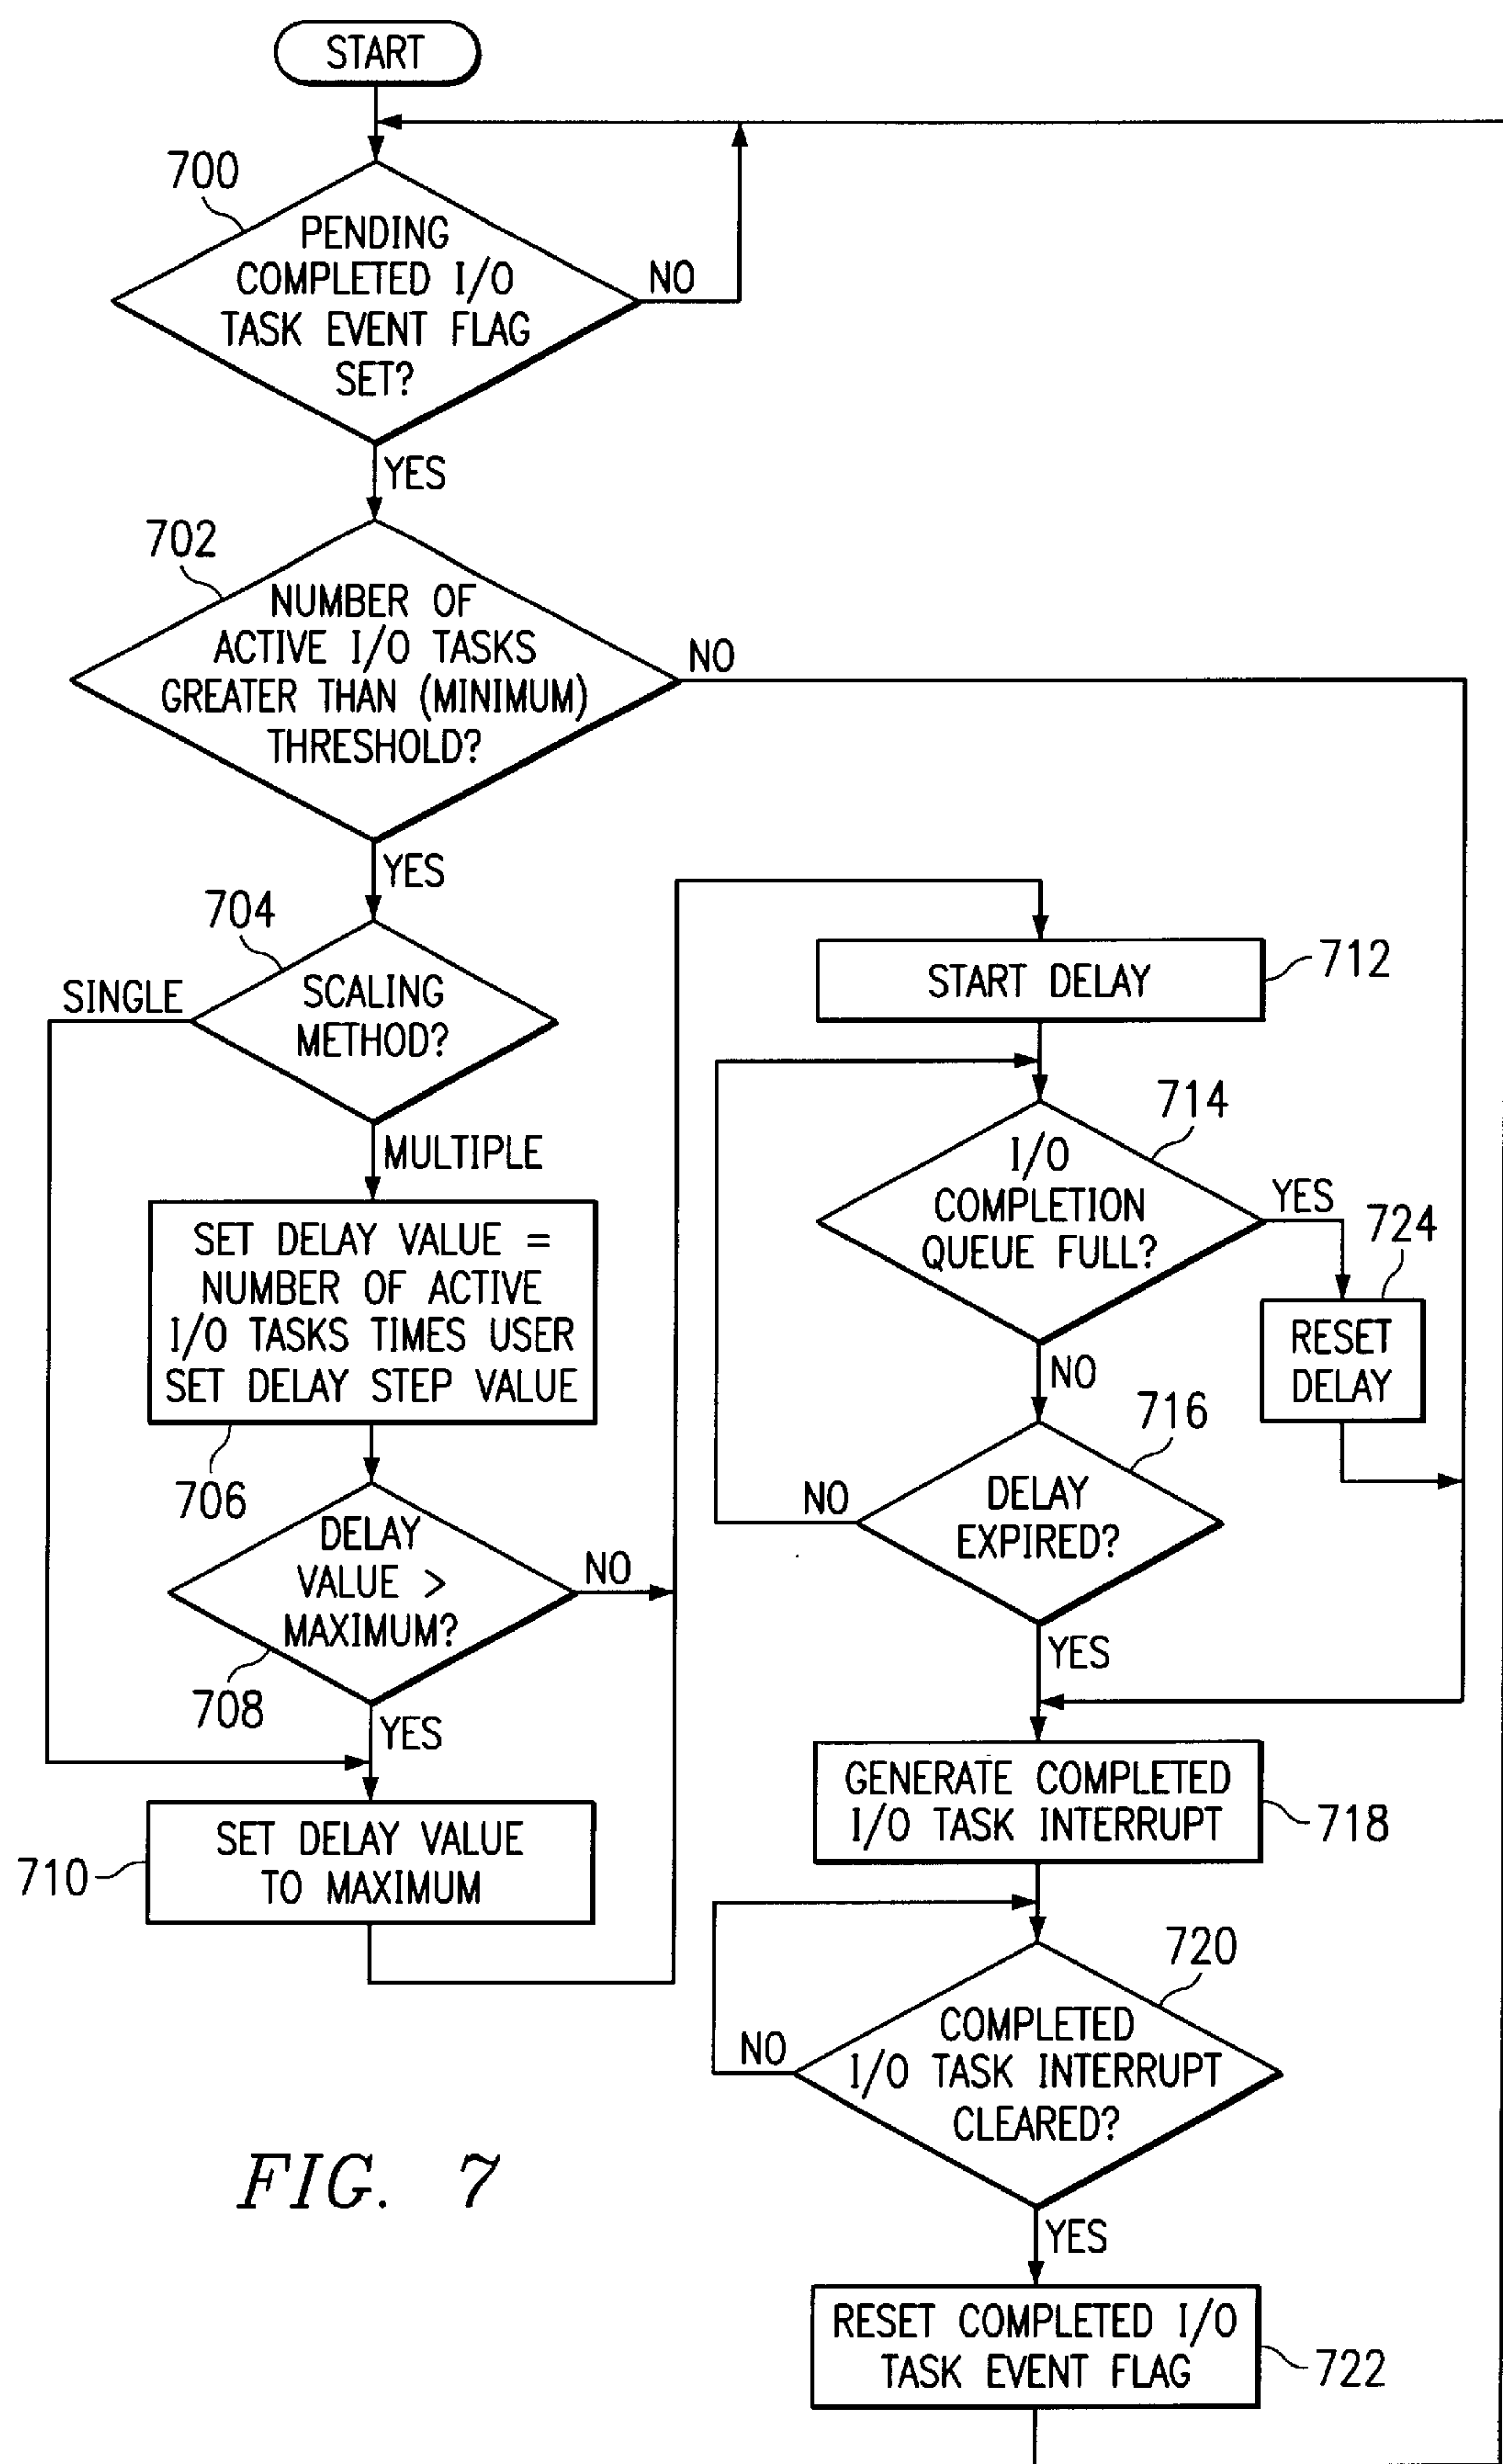 START
700
PENDING
COMPLETED I/O
TASK EVENT FLAG
SET?
NO
YES
702
NUMBER OF
ACTIVE I/O TASKS
GREATER THAN (MINIMUM)
THRESHOLD?
NO
YES
704
SCALING
METHOD?
SINGLE
MULTIPLE
SET DELAY VALUE =
NUMBER OF ACTIVE
I/O TASKS TIMES USER
SET DELAY STEP VALUE
706
DELAY
VALUE >
MAXIMUM?
NO
708
YES
SET DELAY VALUE
TO MAXIMUM
710
START DELAY
712
714
I/O
COMPLETION
QUEUE FULL?
YES
724
RESET
DELAY
NO
716
DELAY
EXPIRED?
NO
YES
GENERATE COMPLETED
I/O TASK INTERRUPT
718
720
COMPLETED
I/O TASK INTERRUPT
CLEARED?
NO
YES
RESET COMPLETED I/O
TASK EVENT FLAG
722
FIG. 7